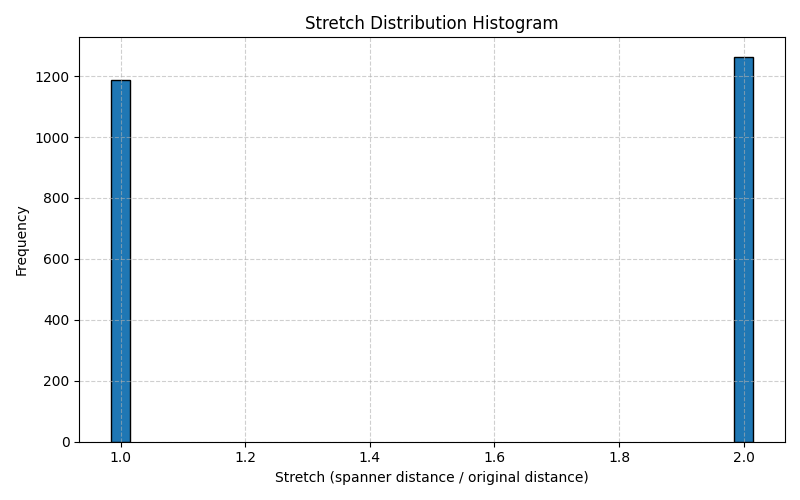 Stretch Distribution Histogram
Frequency
1200
1000
800
600
400
200
0
1.0 1.2 1.4 1.6 1.8 2.0
Stretch (spanner distance / original distance)